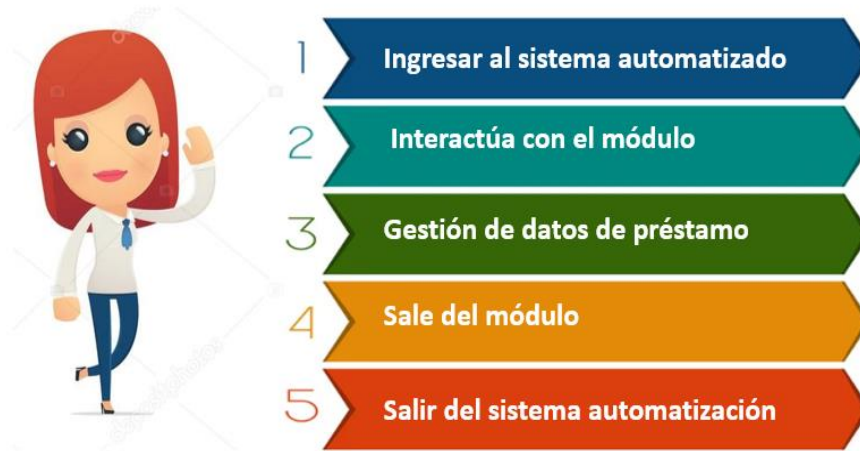 1 Ingresar al sistema automatizado
2 Interactúa con el módulo
3 Gestión de datos de préstamo
4 Sale del módulo
5 Salir del sistema automatización
depositphotos